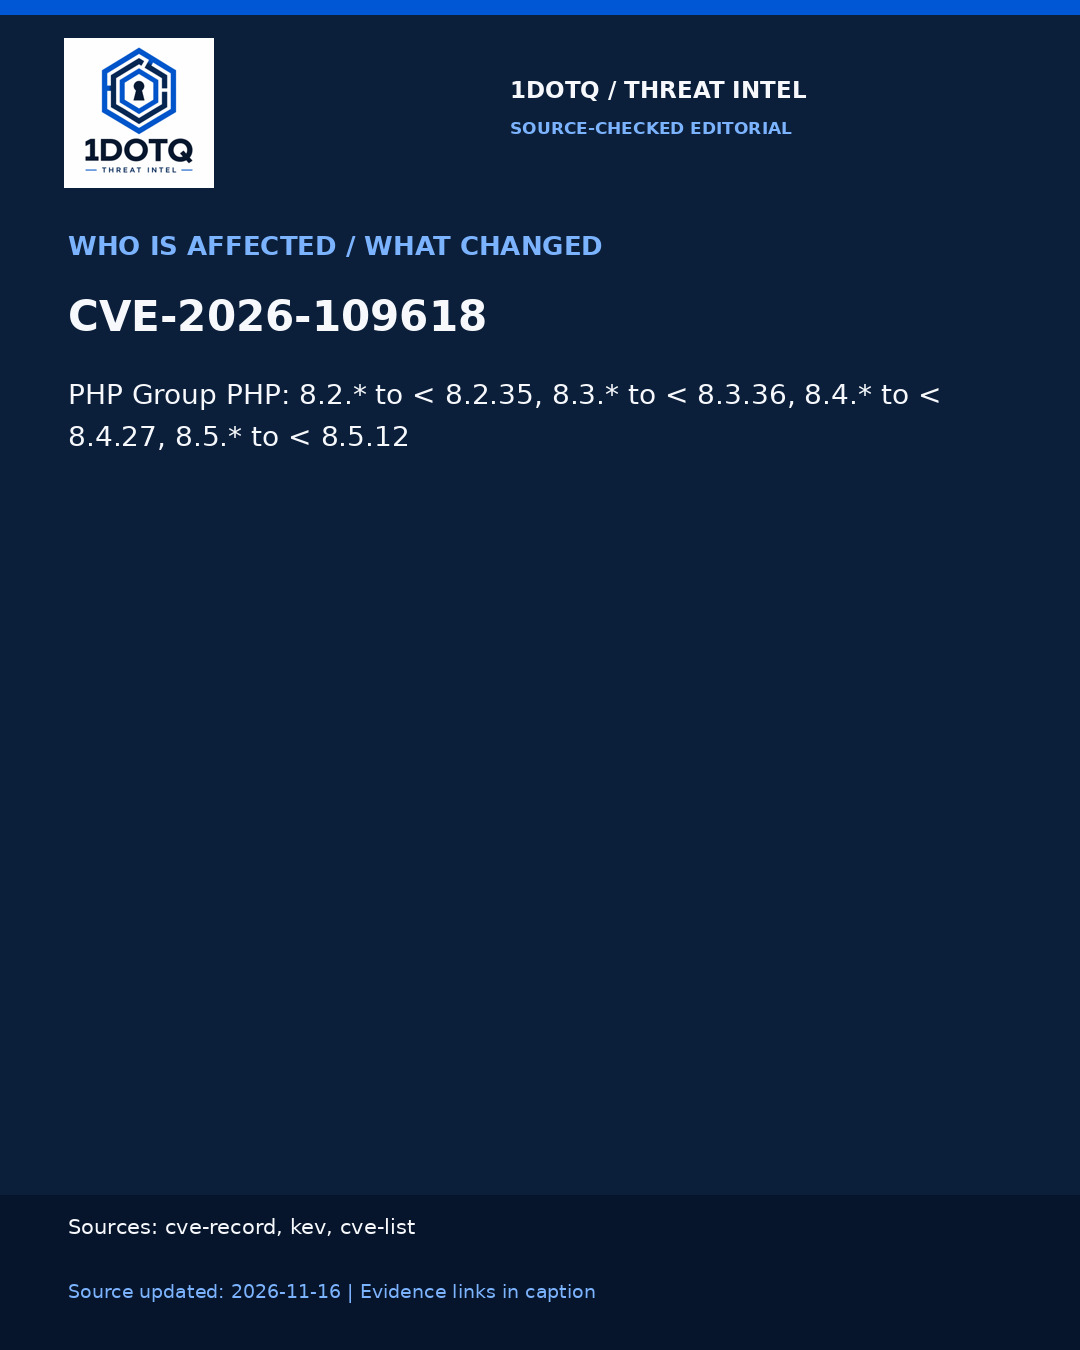 1DOTQ
THREAT INTEL
1DOTQ / THREAT INTEL
SOURCE-CHECKED EDITORIAL
WHO IS AFFECTED / WHAT CHANGED
CVE-2026-109618
PHP Group PHP: 8.2.* to < 8.2.35, 8.3.* to < 8.3.36, 8.4.* to <
8.4.27, 8.5.* to < 8.5.12
Sources: cve-record, kev, cve-list
Source updated: 2026-11-16 | Evidence links in caption